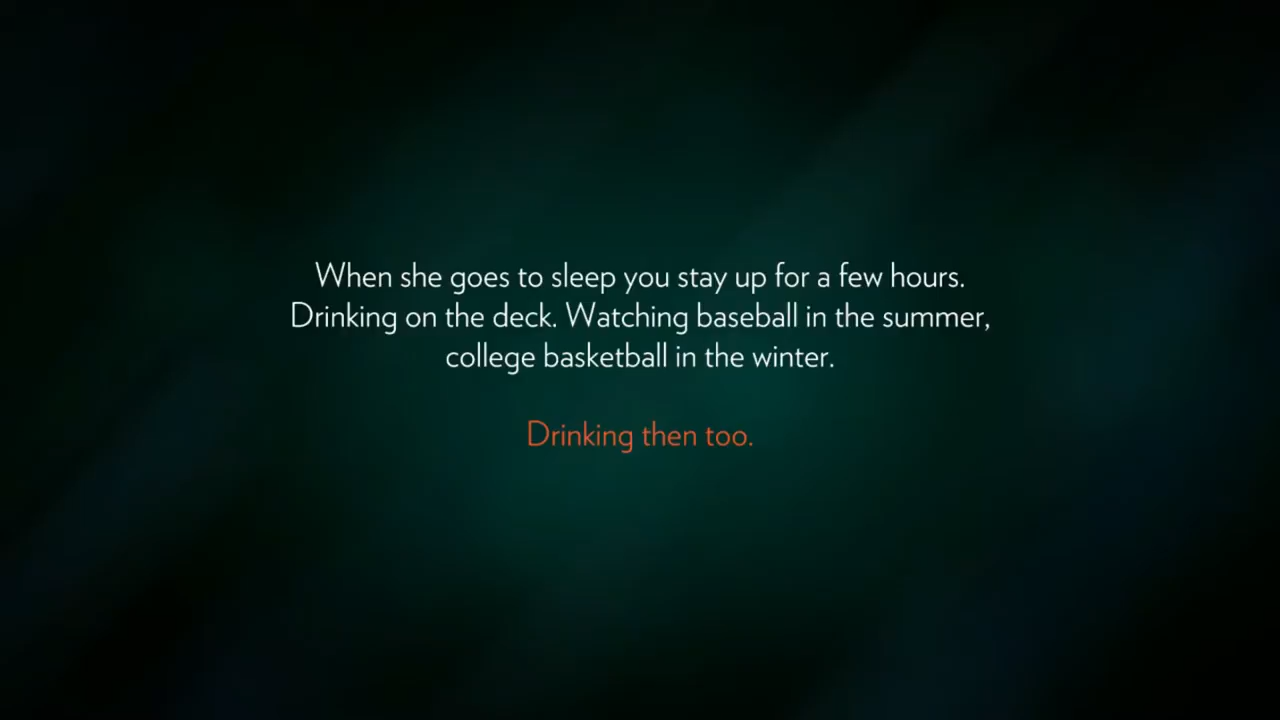 When she goes to sleep you stay up for a few hours.
Drinking on the deck. Watching baseball in the summer,
college basketball in the winter.
Drinking then too.